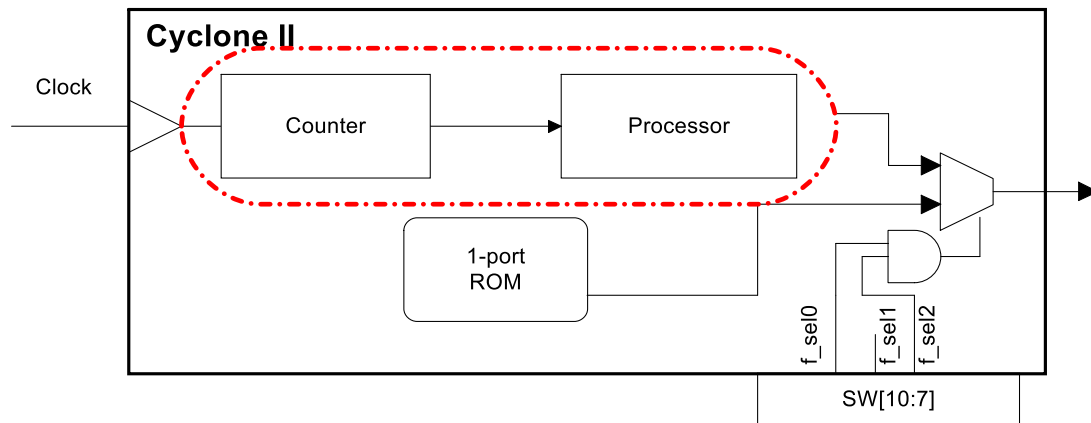 Cyclone II
Clock
Counter
Processor
1-port
ROM
f_sel0
f_sel1
f_sel2
SW[10:7]